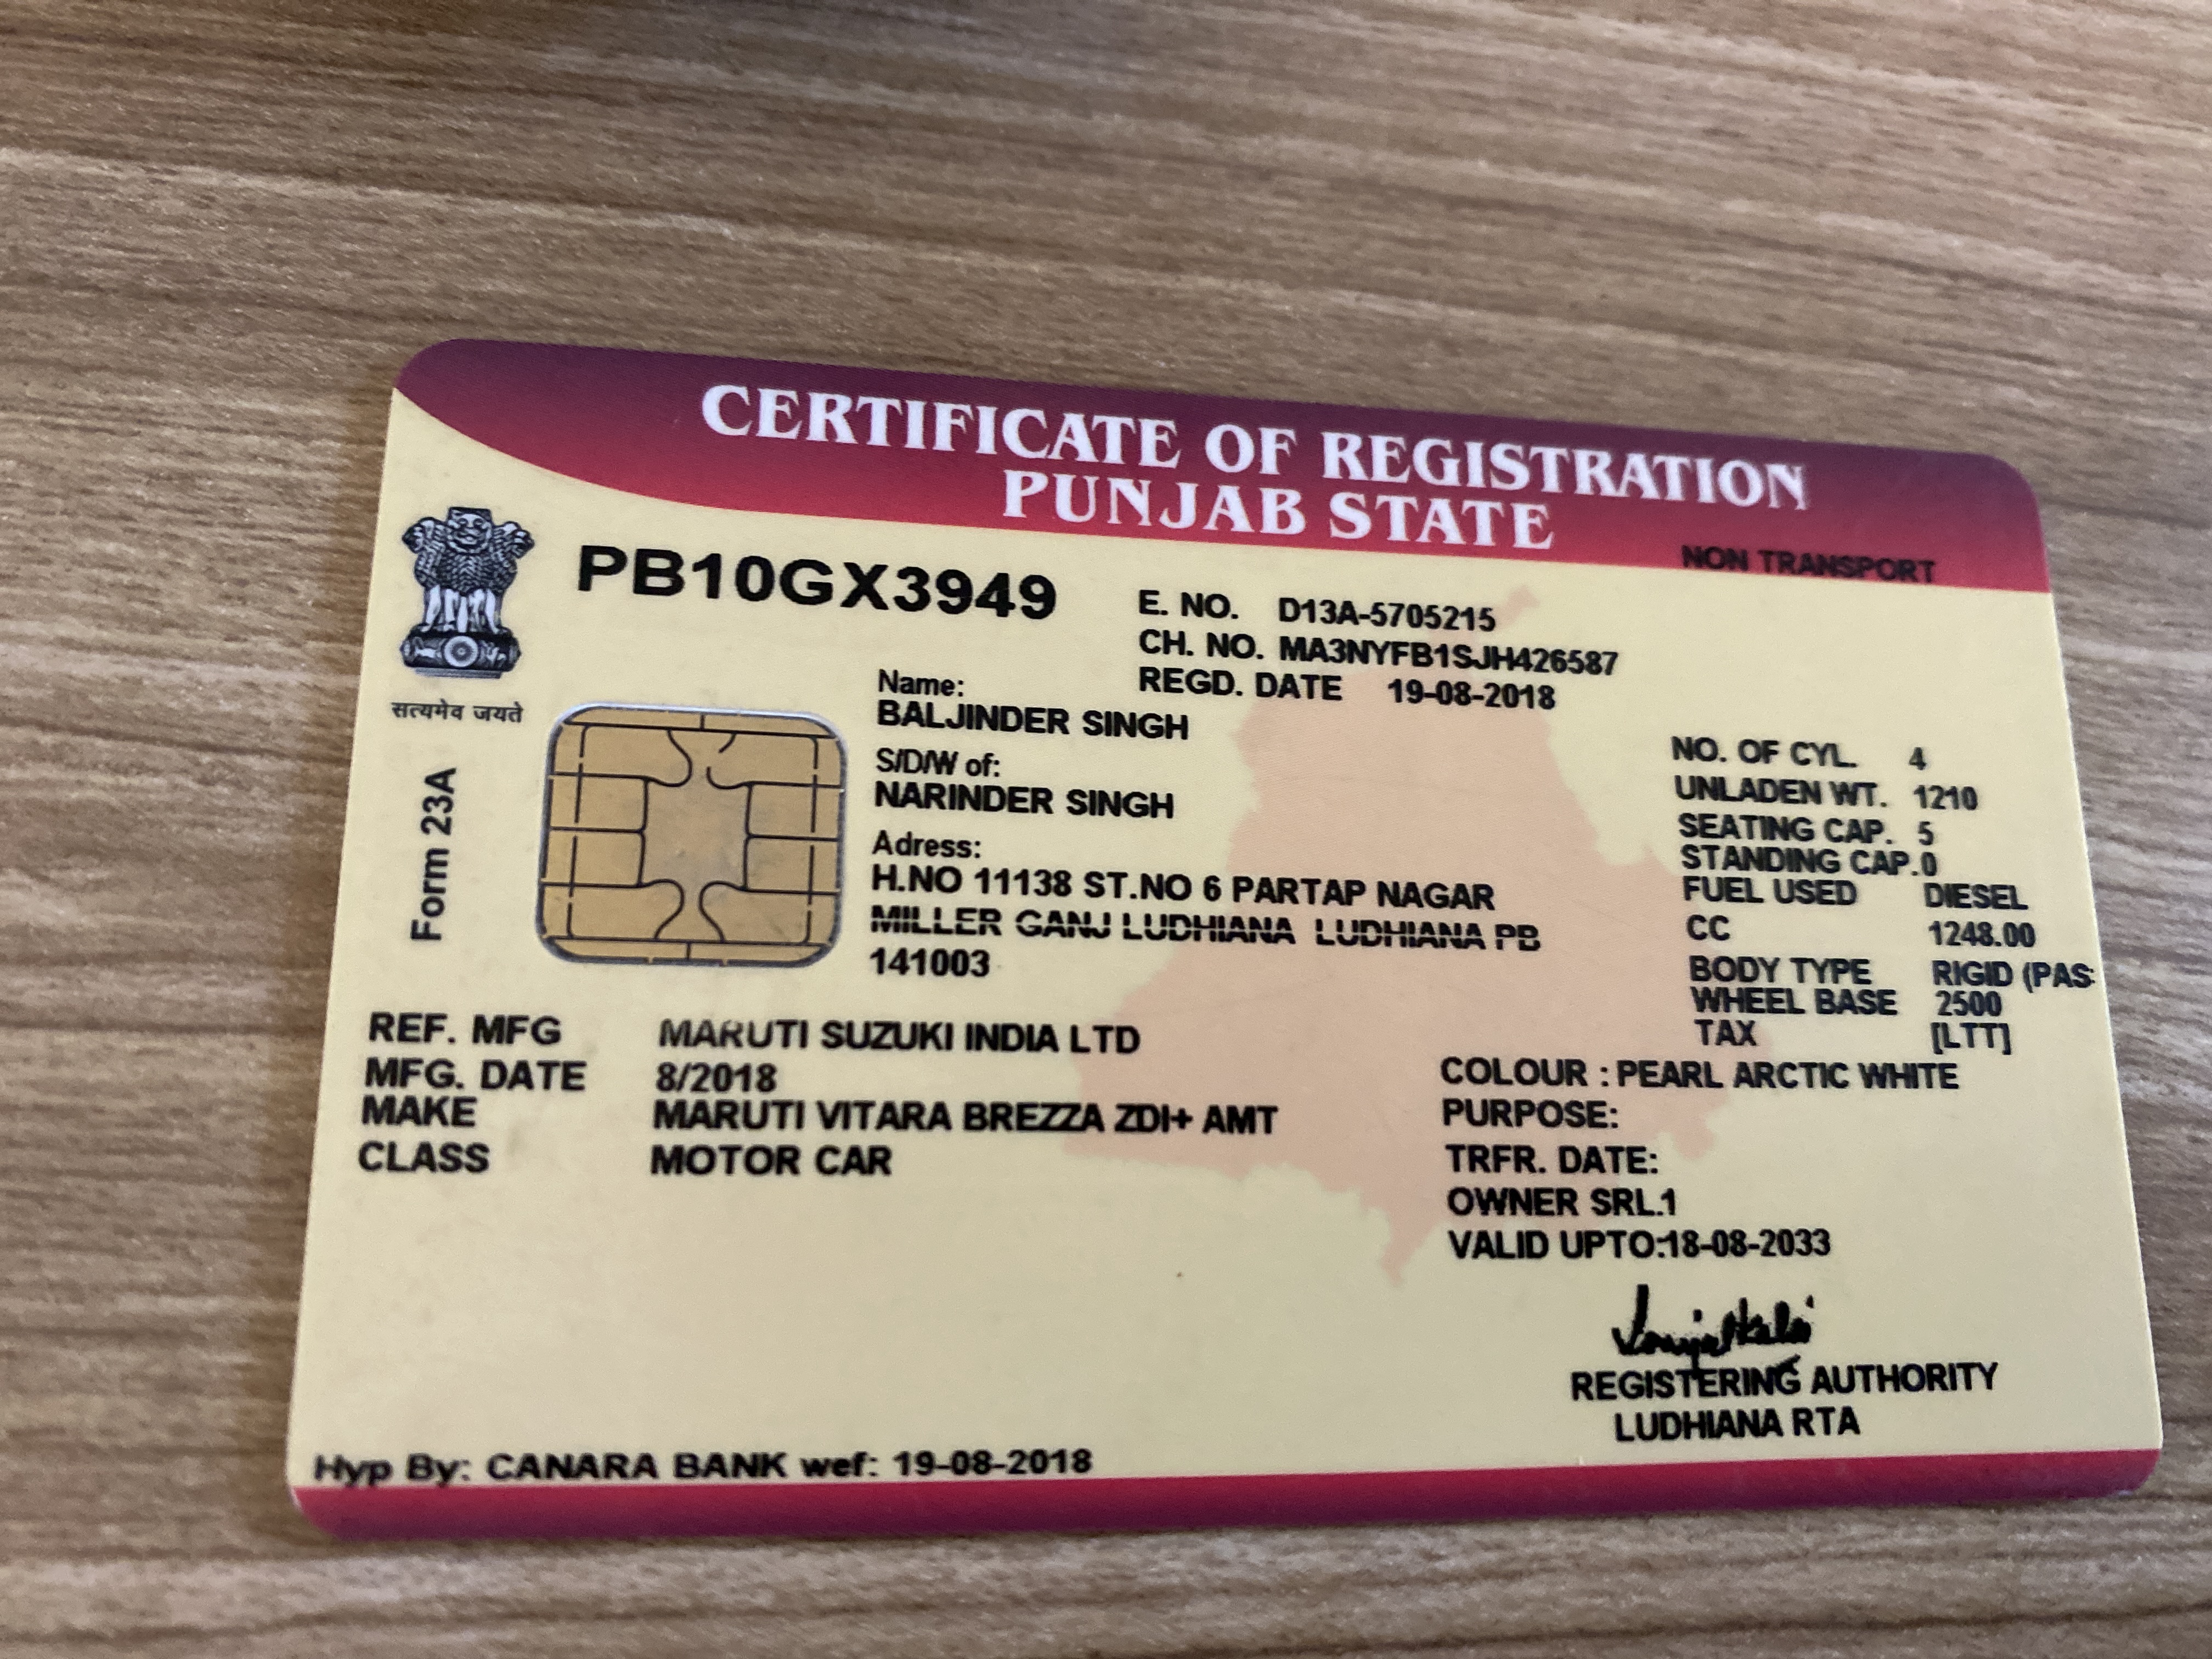 CERTIFICATE OF REGISTRATION
PUNJAB STATE
NON TRANSPORT
सत्यमेव जयते
Form 23A
PB10GX3949
E. NO. D13A-5705215
CH. NO. MA3NYFB1SJH426587
REGD. DATE 19-08-2018
Name:
BALJINDER SINGH
S/D/W of:
NARINDER SINGH
Adress:
H.NO 11138 ST.NO 6 PARTAP NAGAR
MILLER GANJ LUDHIANA LUDHIANA PB
141003
NO. OF CYL. 4
UNLADEN WT. 1210
SEATING CAP. 5
STANDING CAP.0
FUEL USED DIESEL
CC 1248.00
BODY TYPE RIGID (PAS
WHEEL BASE 2500
TAX [LTT]
REF. MFG MARUTI SUZUKI INDIA LTD
MFG. DATE 8/2018
MAKE MARUTI VITARA BREZZA ZDI+ AMT
CLASS MOTOR CAR
COLOUR : PEARL ARCTIC WHITE
PURPOSE:
TRFR. DATE:
OWNER SRL.1
VALID UPTO:18-08-2033
REGISTERING AUTHORITY
LUDHIANA RTA
Hyp By: CANARA BANK wef: 19-08-2018